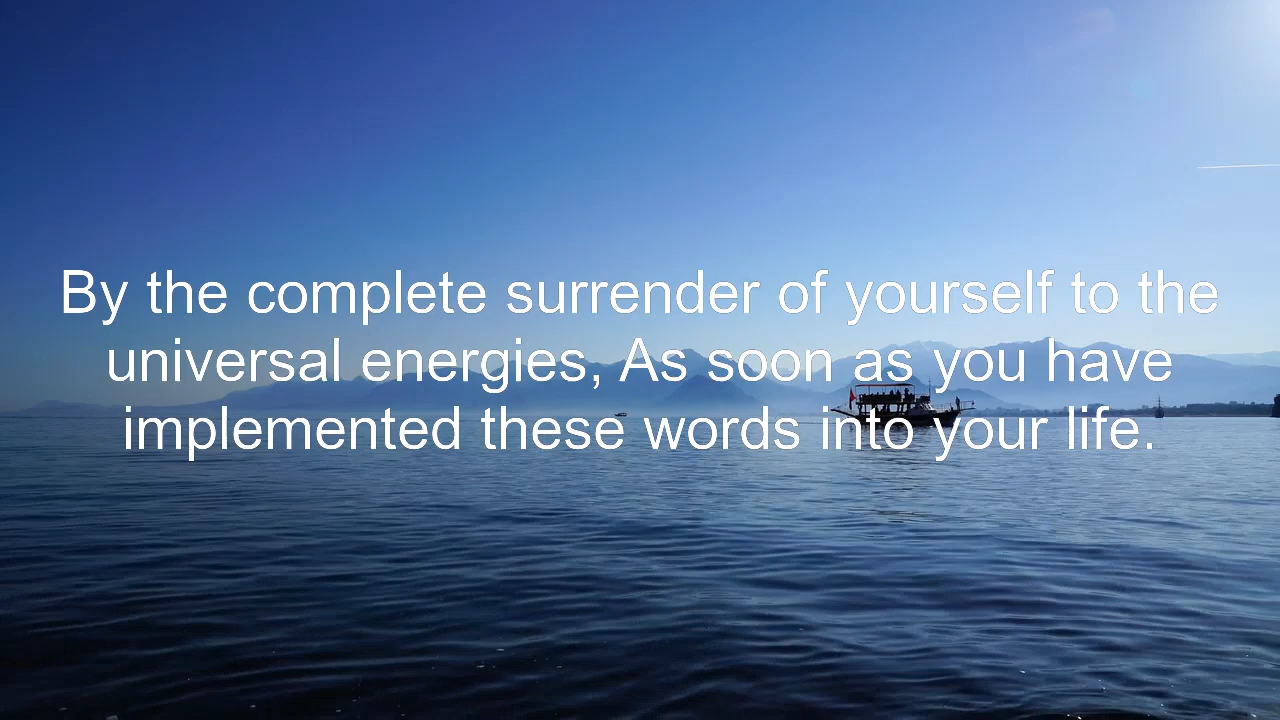 By the complete surrender of yourself to the
universal energies, As soon as you have
implemented these words into your life.